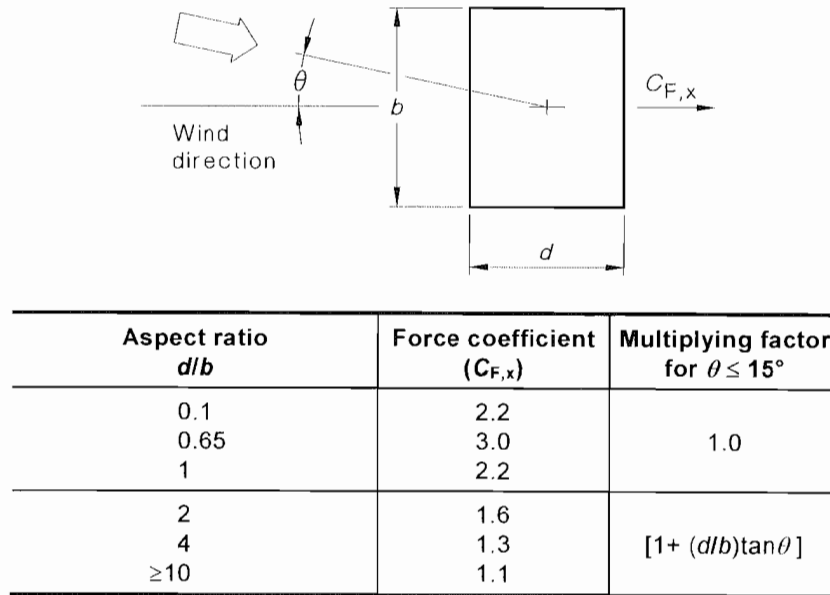 θ
b
C_F,x
Wind
direction
d
Aspect ratio Force coefficient Multiplying factor
d/b (C_F,x) for θ ≤ 15°
0.1 2.2
0.65 3.0 1.0
1 2.2
2 1.6
4 1.3 [1+ (d/b)tanθ]
≥10 1.1